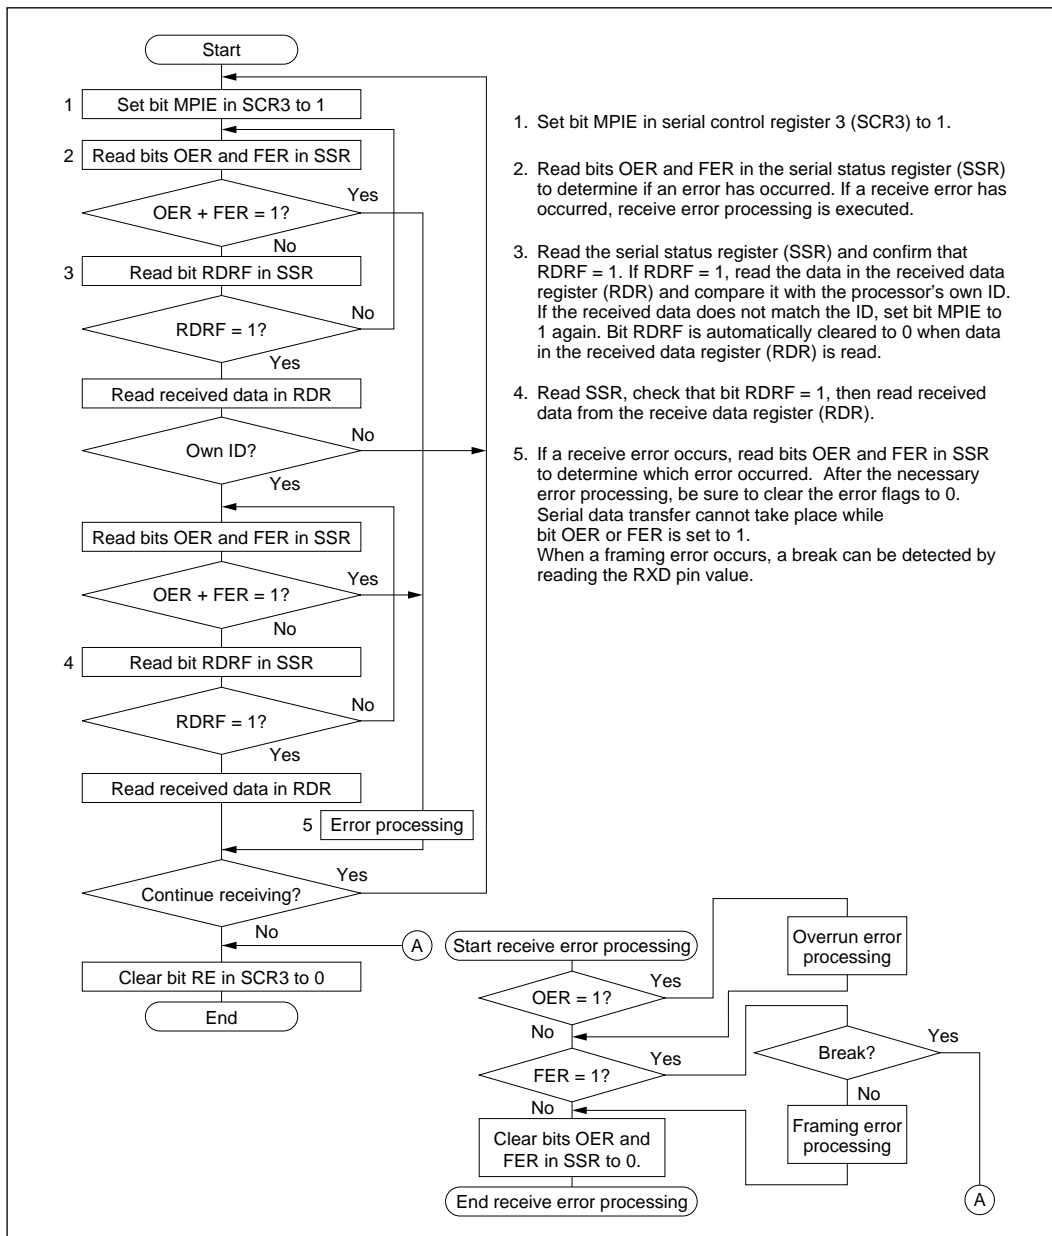 Start
1 Set bit MPIE in SCR3 to 1
2 Read bits OER and FER in SSR
Yes
OER + FER = 1?
No
3 Read bit RDRF in SSR
No
RDRF = 1?
Yes
Read received data in RDR
No
Own ID?
Yes
Read bits OER and FER in SSR
Yes
OER + FER = 1?
No
4 Read bit RDRF in SSR
No
RDRF = 1?
Yes
Read received data in RDR
5 Error processing
Yes
Continue receiving?
No
A
Clear bit RE in SCR3 to 0
End
1. Set bit MPIE in serial control register 3 (SCR3) to 1.
2. Read bits OER and FER in the serial status register (SSR)
to determine if an error has occurred. If a receive error has
occurred, receive error processing is executed.
3. Read the serial status register (SSR) and confirm that
RDRF = 1. If RDRF = 1, read the data in the received data
register (RDR) and compare it with the processor's own ID.
If the received data does not match the ID, set bit MPIE to
1 again. Bit RDRF is automatically cleared to 0 when data
in the received data register (RDR) is read.
4. Read SSR, check that bit RDRF = 1, then read received
data from the receive data register (RDR).
5. If a receive error occurs, read bits OER and FER in SSR
to determine which error occurred. After the necessary
error processing, be sure to clear the error flags to 0.
Serial data transfer cannot take place while
bit OER or FER is set to 1.
When a framing error occurs, a break can be detected by
reading the RXD pin value.
Start receive error processing
Yes
OER = 1?
No
Overrun error
processing
Yes
FER = 1?
No
Yes
Break?
No
Framing error
processing
Clear bits OER and
FER in SSR to 0.
End receive error processing
A